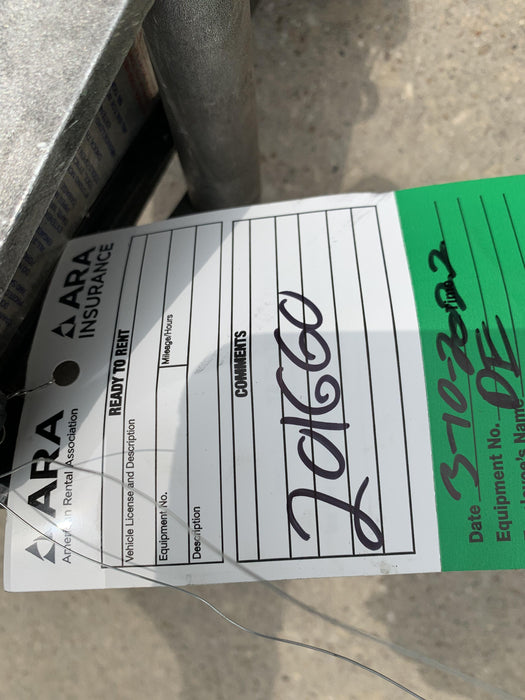 ARA
American Rental Association
ARA
INSURANCE
READY TO RENT
Vehicle License and Description
Equipment No.
Mileage/Hours
Description
COMMENTS
201660
Date 3-10-2022
Equipment No. DE